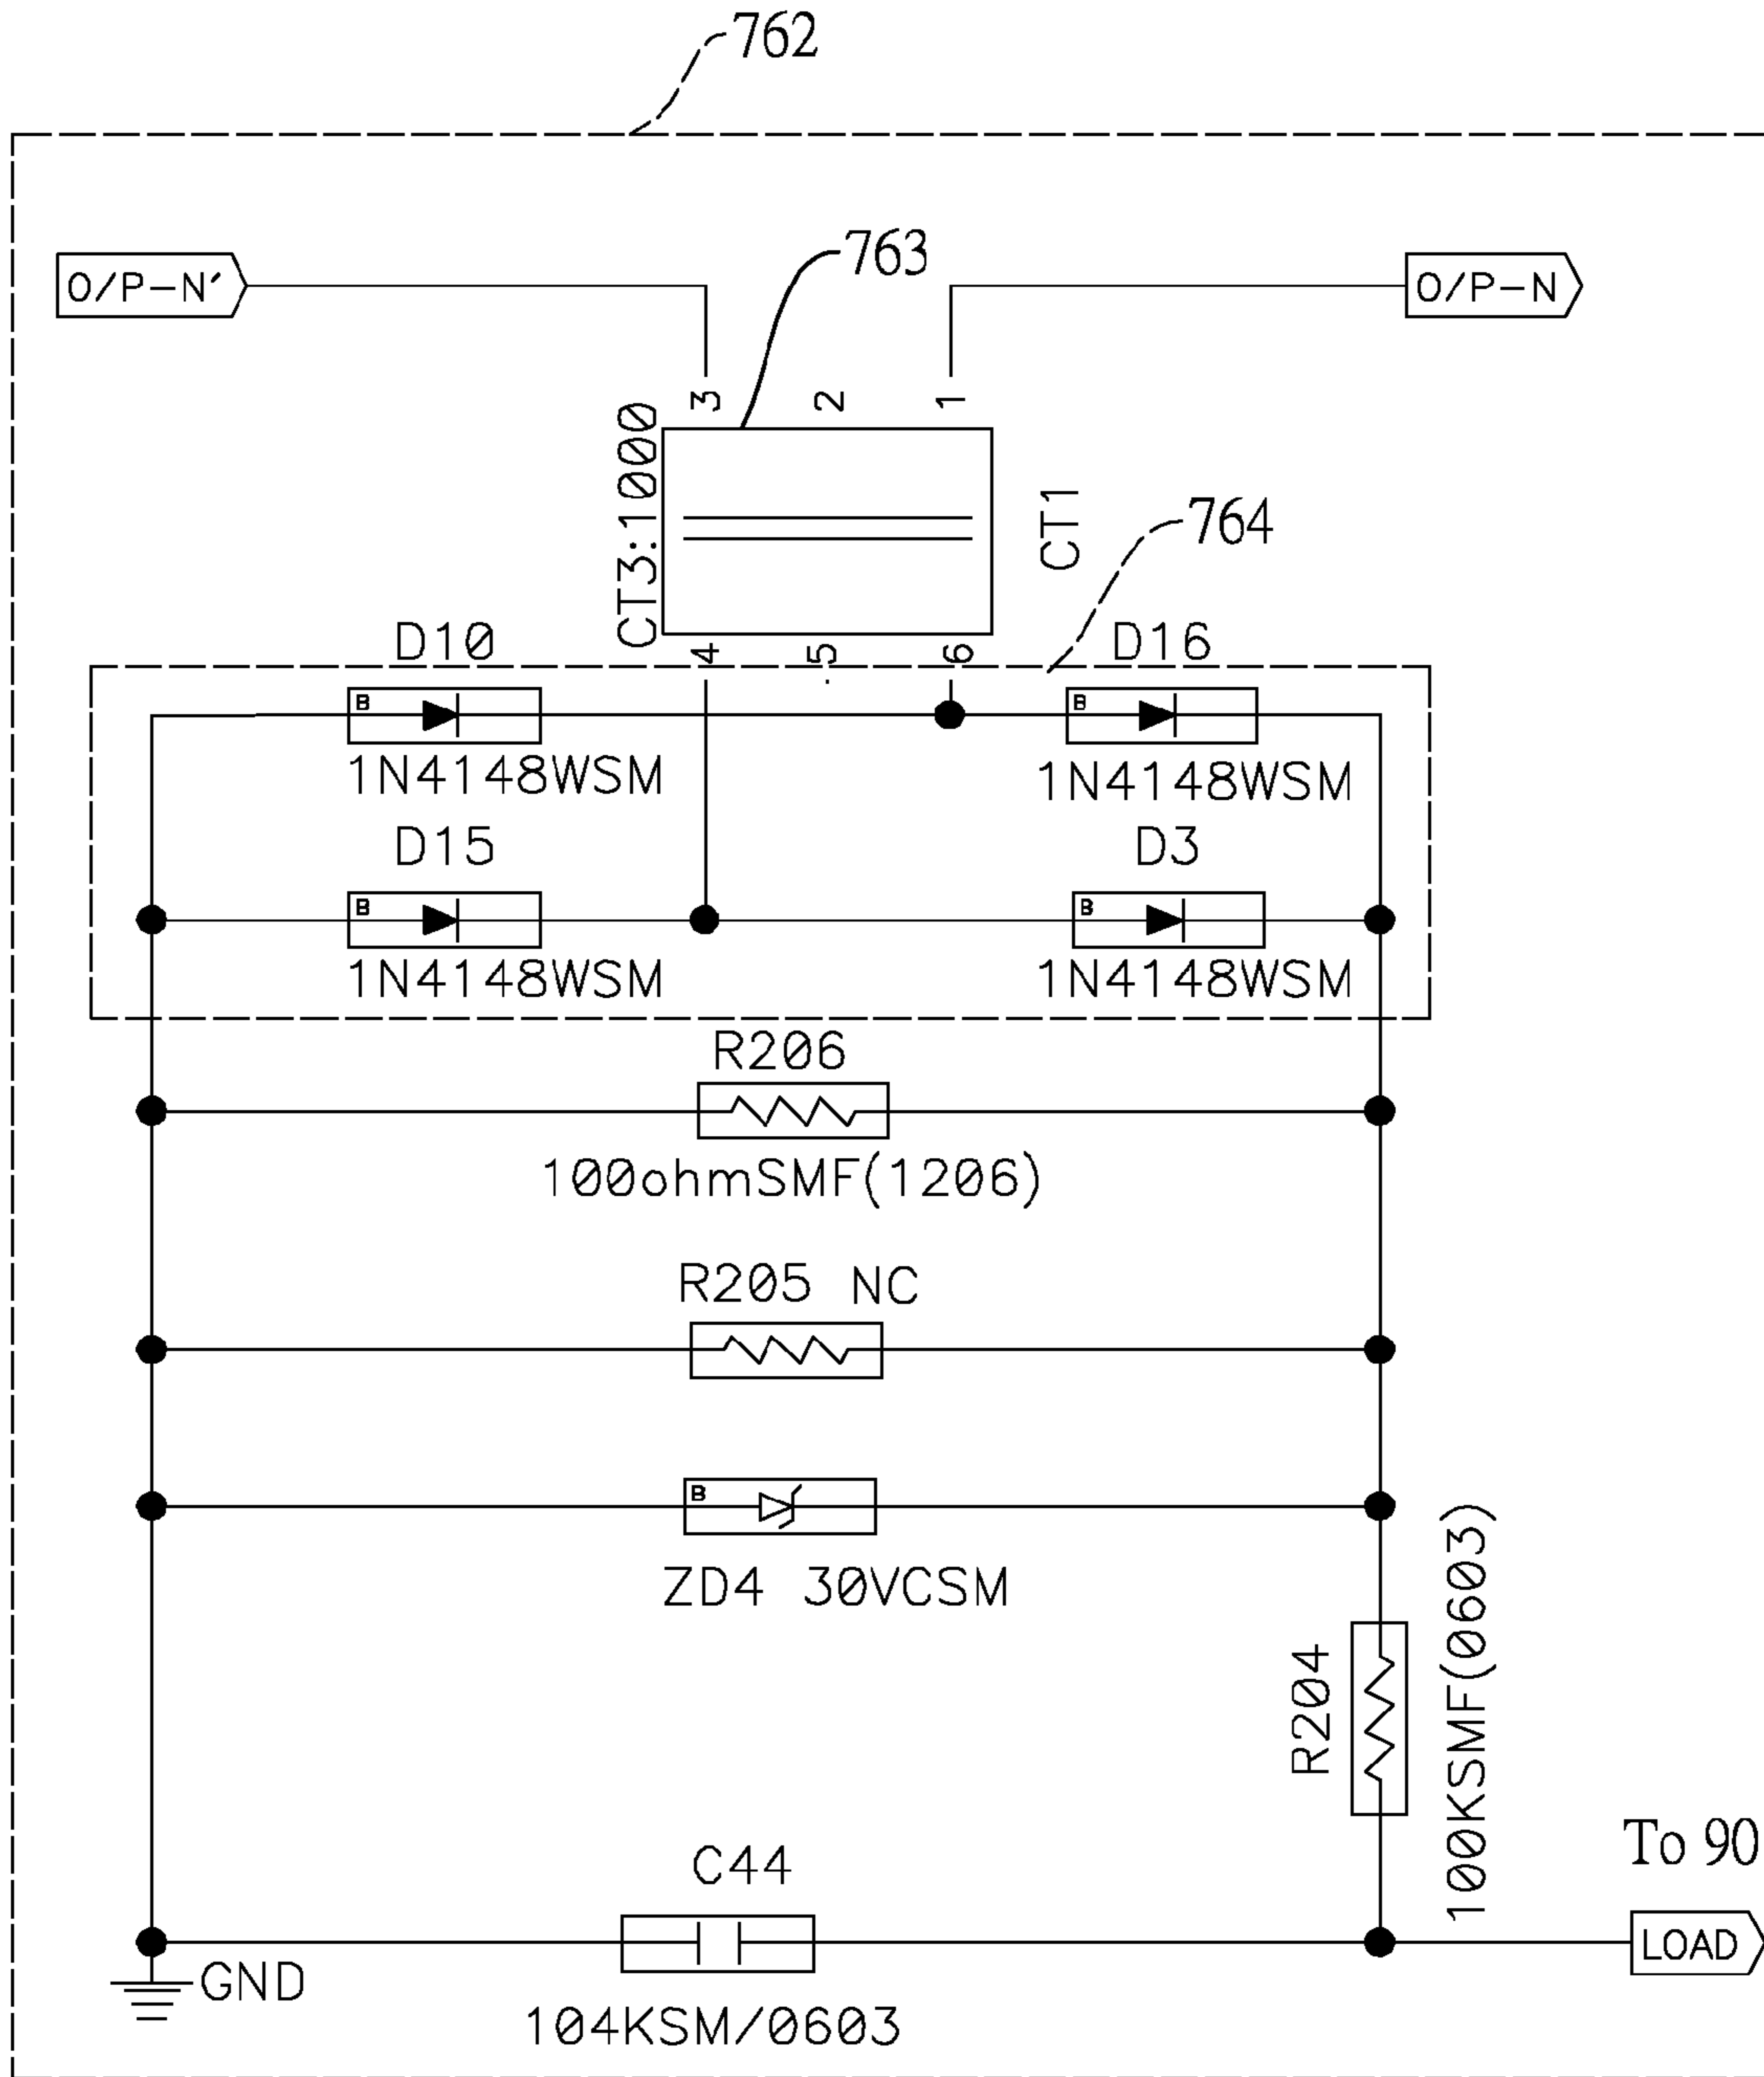 762
O/P-N'
763
O/P-N
3 2 1
CT3:1000
CT1
764
4 .5 6
D10 D16
B B
1N4148WSM 1N4148WSM
D15 D3
B B
1N4148WSM 1N4148WSM
R206
100ohmSMF(1206)
R205 NC
B
ZD4 30VCSM
R204
100KSMF(0603)
To 90
C44
LOAD
GND
104KSM/0603